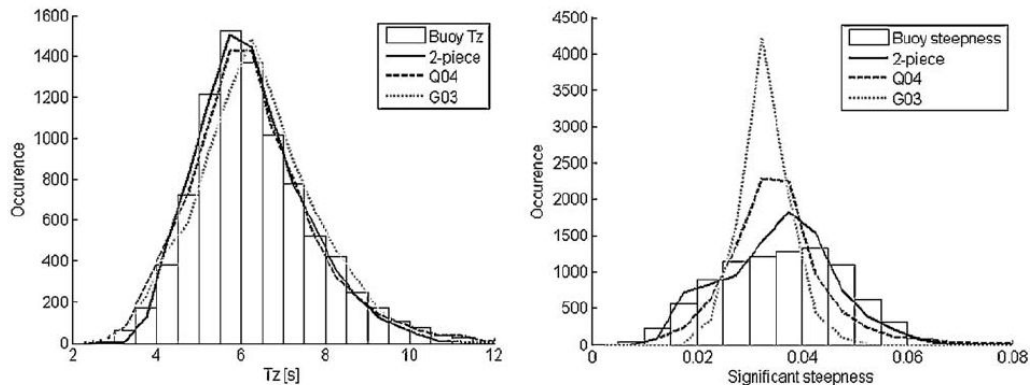 1600
1400
1200
1000
800
600
400
200
0
Occurence
2 4 6 8 10 12
Tz [s]
Buoy Tz
2-piece
Q04
G03
4500
4000
3500
3000
2500
2000
1500
1000
500
0
Occurence
0 0.02 0.04 0.06 0.08
Significant steepness
Buoy steepness
2-piece
Q04
G03